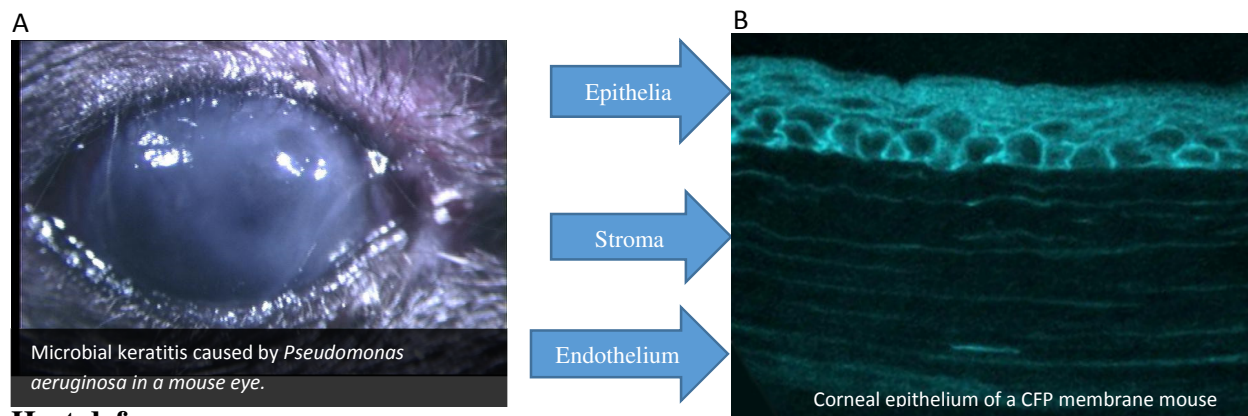 A
B
Epithelia
Stroma
Endothelium
Microbial keratitis caused by Pseudomonas
aeruginosa in a mouse eye.
Corneal epithelium of a CFP membrane mouse